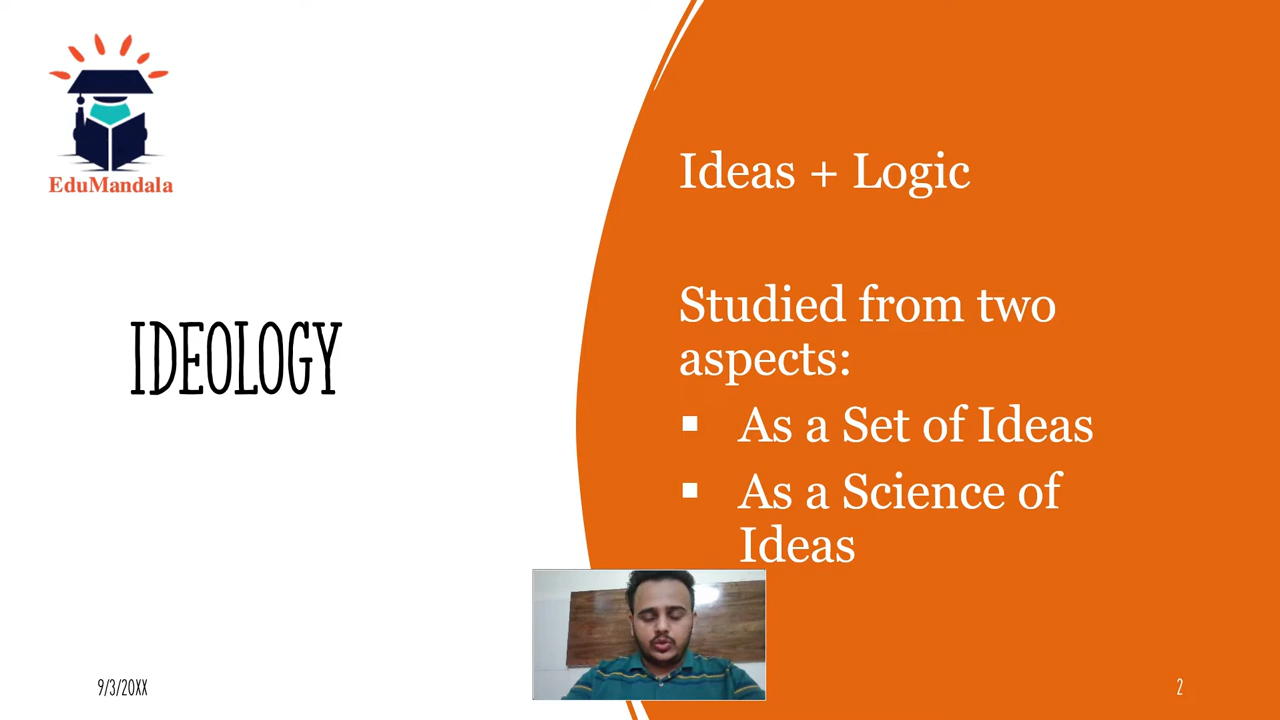 EduMandala
IDEOLOGY
Ideas + Logic
Studied from two
aspects:
As a Set of Ideas
As a Science of
Ideas
9/3/20XX
2